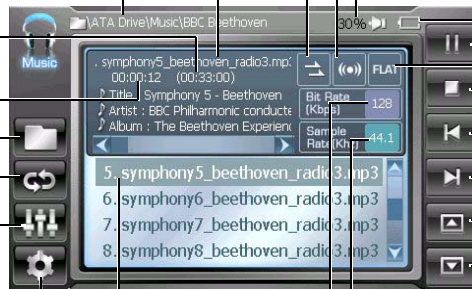 \ATA Drive\Music\BBC Beethoven
30%
Music
. symphony5_beethoven_radio3.mp3
00:00:12 (00:33:00)
FLAT
Title : Symphony 5 - Beethoven
Artist : BBC Philharmonic conducte
Album : The Beethoven Experienc
Bit Rate
(Kbps)
128
Sample
Rate(Khz)
44.1
5. symphony5_beethoven_radio3.mp3
6. symphony6_beethoven_radio3.mp3
7. symphony7_beethoven_radio3.mp3
8. symphony8_beethoven_radio3.mp3